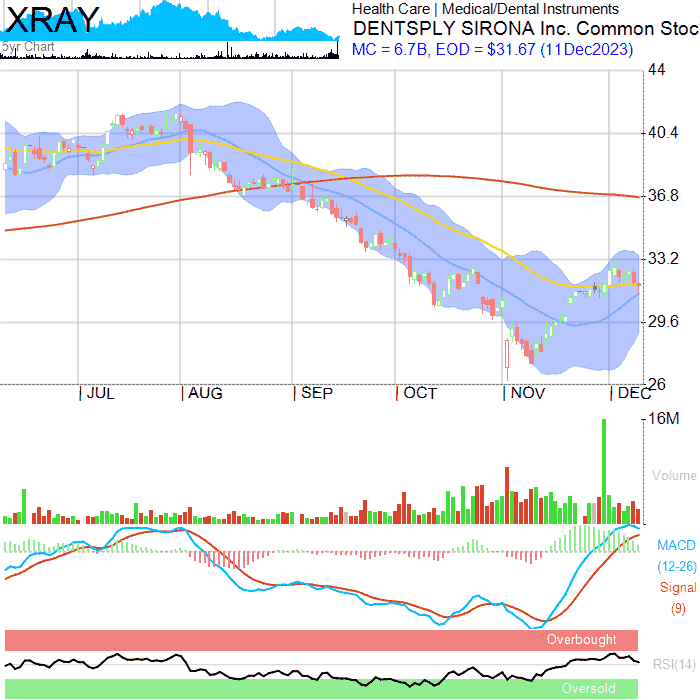 XRAY
5yr Chart
Health Care | Medical/Dental Instruments
DENTSPLY SIRONA Inc. Common Stoc
MC = 6.7B, EOD = $31.67 (11Dec2023)
44
40.4
36.8
33.2
29.6
26
JUL
AUG
SEP
OCT
NOV
DEC
16M
Volume
MACD
(12-26)
Signal
(9)
Overbought
RSI(14)
Oversold